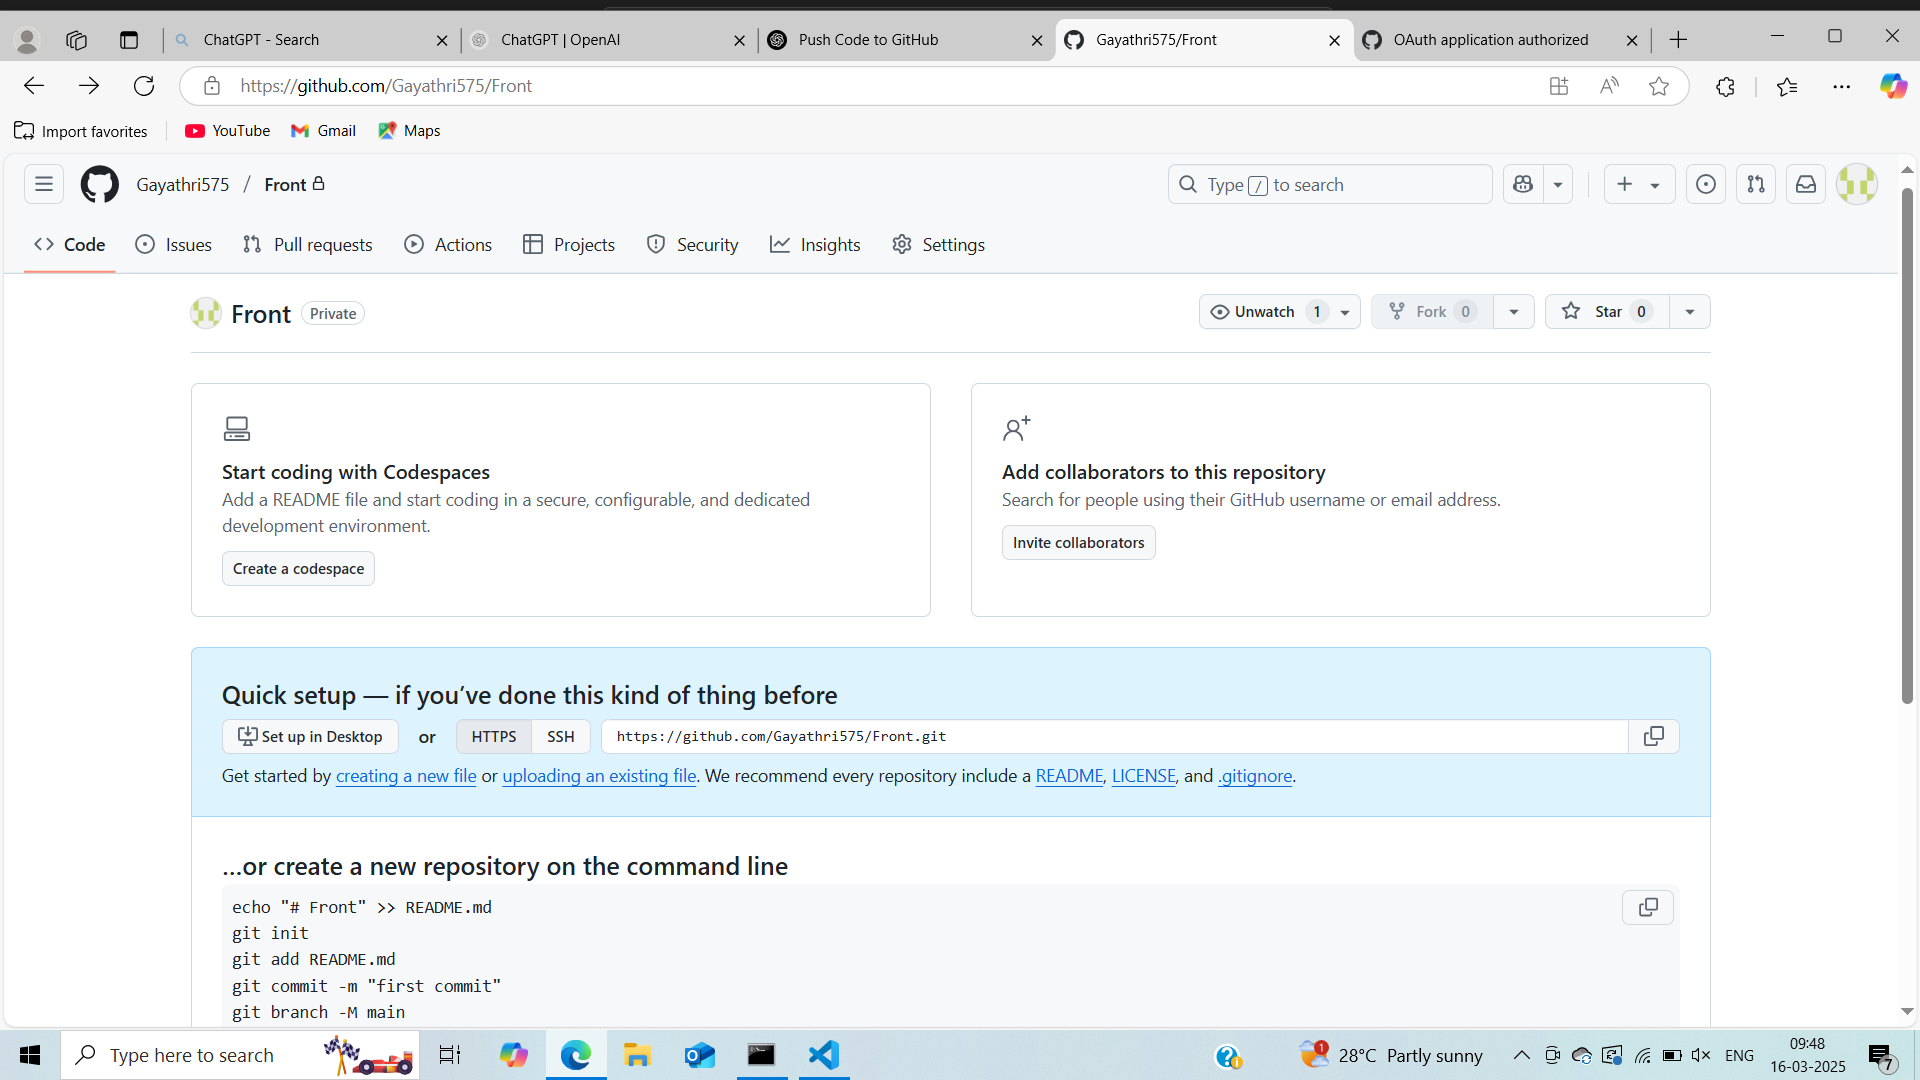 ChatGPT - Search
ChatGPT | OpenAI
Push Code to GitHub
Gayathri575/Front
OAuth application authorized
https://github.com/Gayathri575/Front
Import favorites
YouTube
Gmail
Maps
Gayathri575 / Front
Type / to search
Code
Issues
Pull requests
Actions
Projects
Security
Insights
Settings
Front Private
Unwatch 1
Fork 0
Star 0
Start coding with Codespaces
Add a README file and start coding in a secure, configurable, and dedicated
development environment.
Create a codespace
Add collaborators to this repository
Search for people using their GitHub username or email address.
Invite collaborators
Quick setup — if you’ve done this kind of thing before
Set up in Desktop or HTTPS SSH https://github.com/Gayathri575/Front.git
Get started by creating a new file or uploading an existing file. We recommend every repository include a README, LICENSE, and .gitignore.
…or create a new repository on the command line
echo "# Front" >> README.md
git init
git add README.md
git commit -m "first commit"
git branch -M main
Type here to search
1
28°C Partly sunny
ENG
09:48
16-03-2025
7